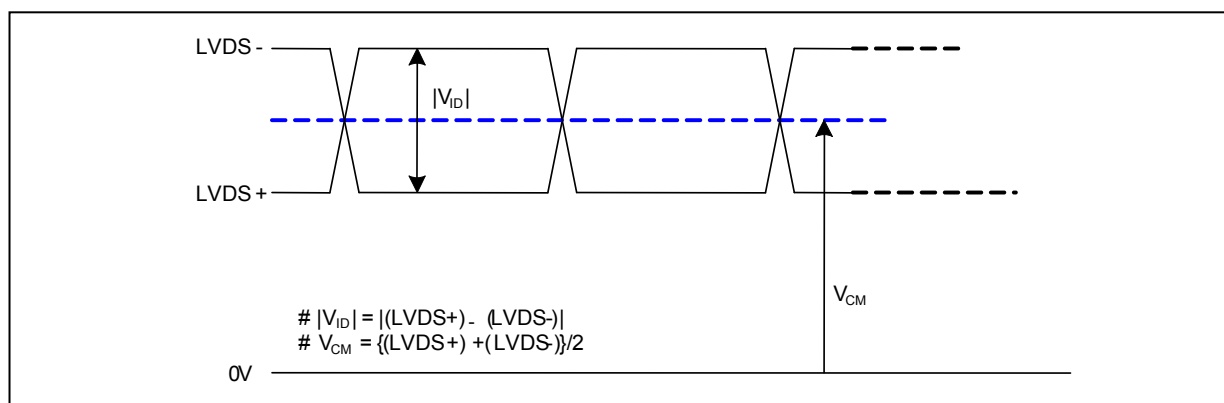 LVDS -
|VID|
LVDS +
VCM
# |VID| = |(LVDS+) - (LVDS-)|
# VCM = {(LVDS+) +(LVDS-)}/2
0V